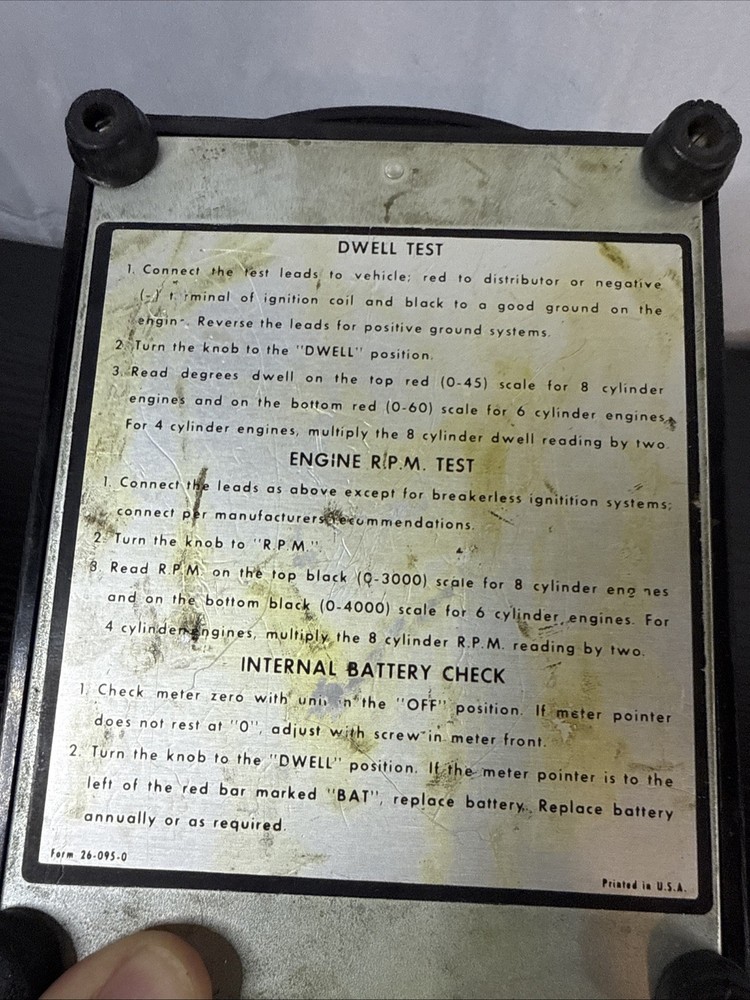 DWELL TEST
1. Connect the test leads to vehicle; red to distributor or negative
(-) terminal of ignition coil and black to a good ground on the
engine. Reverse the leads for positive ground systems.
2. Turn the knob to the "DWELL" position.
3. Read degrees dwell on the top red (0-45) scale for 8 cylinder
engines and on the bottom red (0-60) scale for 6 cylinder engines.
For 4 cylinder engines, multiply the 8 cylinder dwell reading by two.
ENGINE R.P.M. TEST
1. Connect the leads as above except for breakerless ignitition systems;
connect per manufacturers recommendations.
2. Turn the knob to "R.P.M."
3. Read R.P.M. on the top black (0-3000) scale for 8 cylinder engines
and on the bottom black (0-4000) scale for 6 cylinder engines. For
4 cylinder engines, multiply the 8 cylinder R.P.M. reading by two.
INTERNAL BATTERY CHECK
1. Check meter zero with unit in the "OFF" position. If meter pointer
does not rest at "0", adjust with screw in meter front.
2. Turn the knob to the "DWELL" position. If the meter pointer is to the
left of the red bar marked "BAT", replace battery. Replace battery
annually or as required.
Form 26-095-0
Printed in U.S.A.